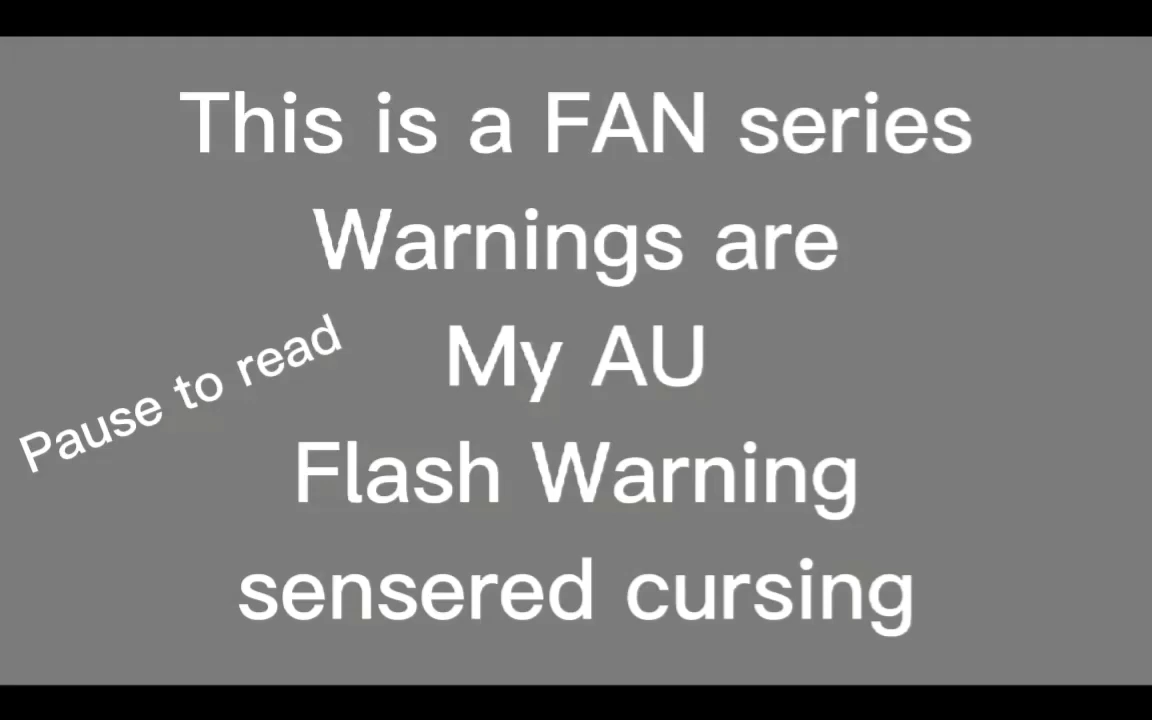 This is a FAN series
Warnings are
My AU
Pause to read
Flash Warning
sensered cursing